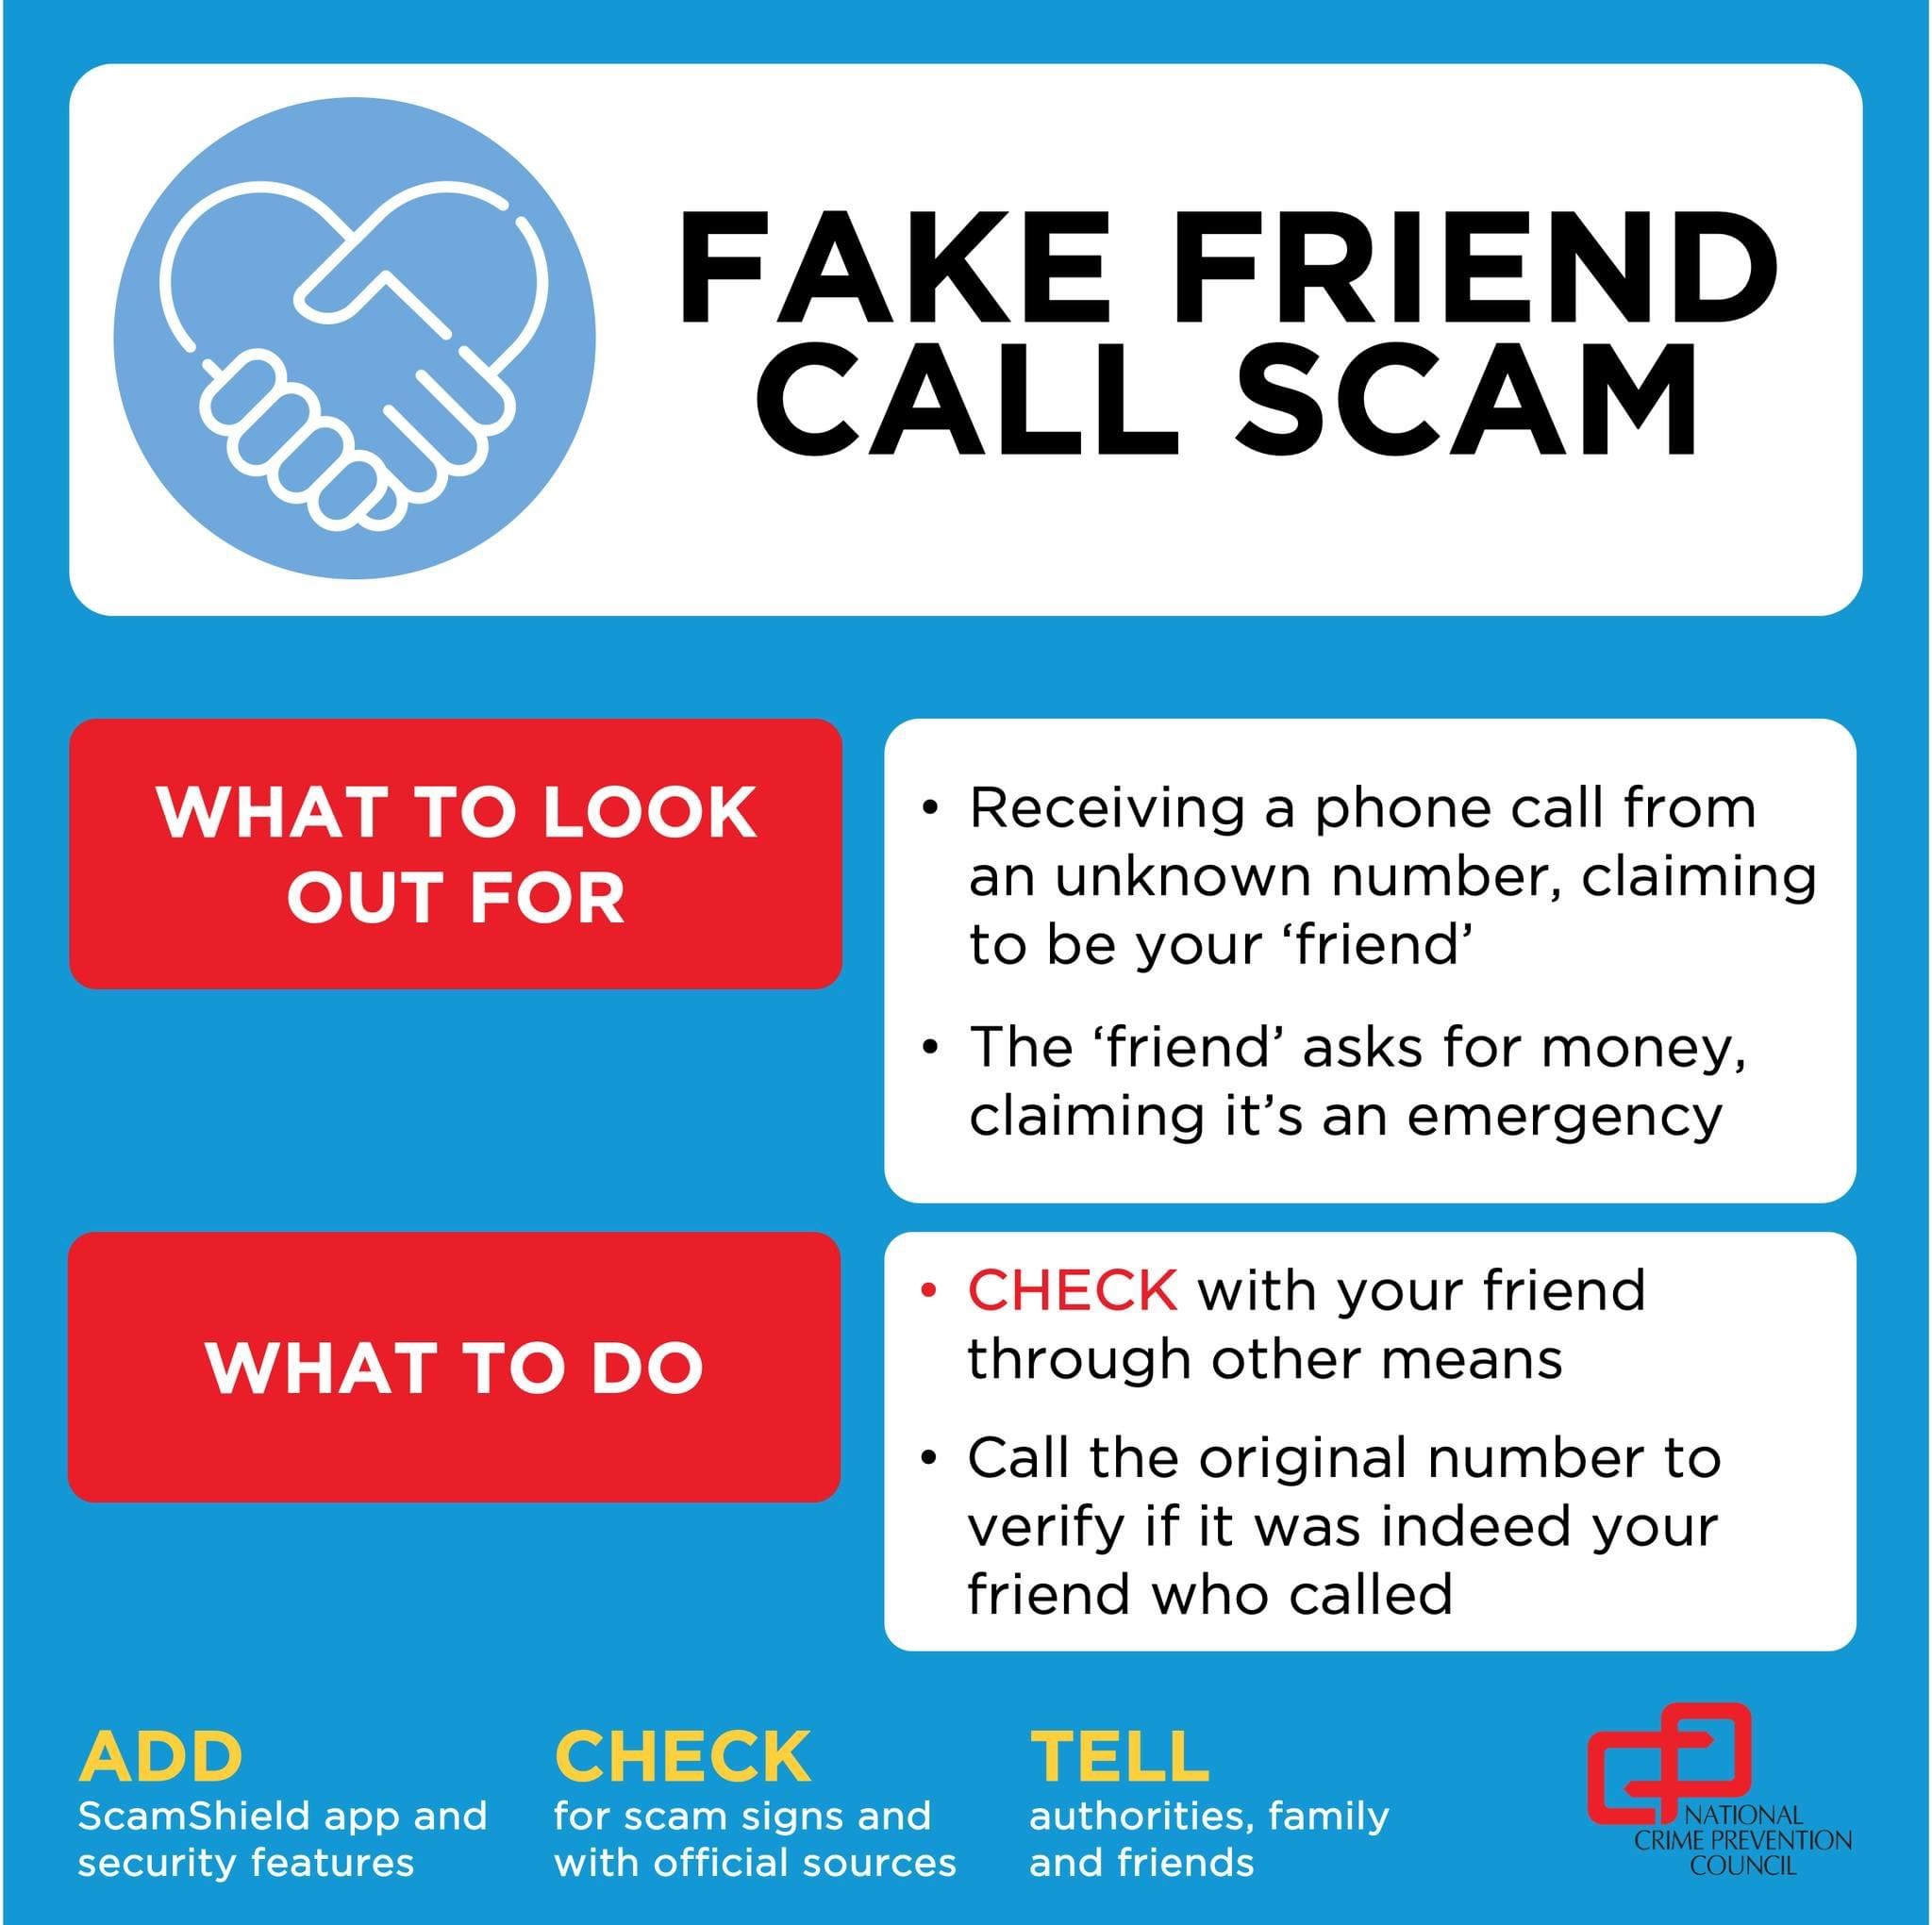 FAKE FRIEND
CALL SCAM
WHAT TO LOOK
OUT FOR
• Receiving a phone call from
an unknown number, claiming
to be your ‘friend’
• The ‘friend’ asks for money,
claiming it’s an emergency
WHAT TO DO
• CHECK with your friend
through other means
• Call the original number to
verify if it was indeed your
friend who called
ADD
ScamShield app and
security features
CHECK
for scam signs and
with official sources
TELL
authorities, family
and friends
NATIONAL
CRIME PREVENTION
COUNCIL